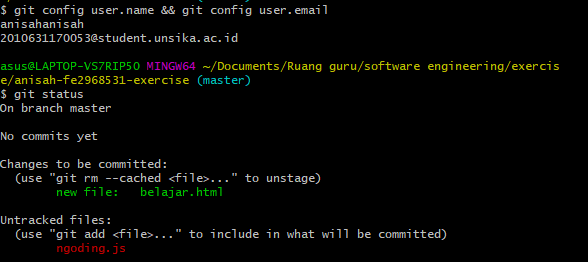 $ git config user.name && git config user.email
anisahanisah
2010631170053@student.unsika.ac.id
asus@LAPTOP-VS7RIP5O MINGW64 ~/Documents/Ruang guru/software engineering/exercis
e/anisah-fe2968531-exercise (master)
$ git status
On branch master
No commits yet
Changes to be committed:
(use "git rm --cached <file>..." to unstage)
new file:   belajar.html
Untracked files:
(use "git add <file>..." to include in what will be committed)
ngoding.js